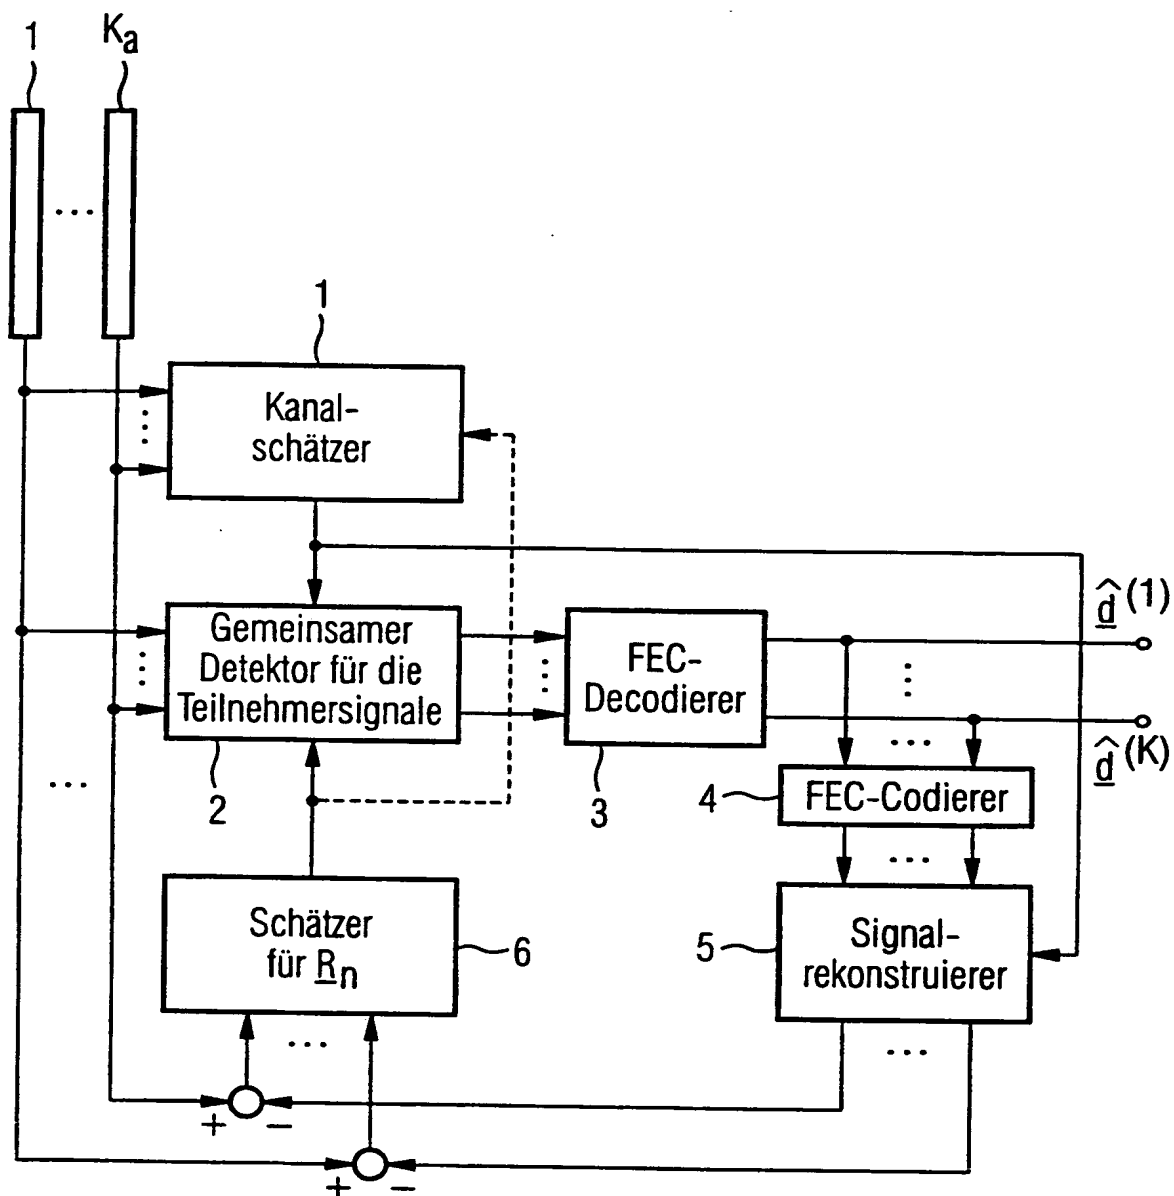 1 Kₐ
...
1
Kanal-
schätzer
⋮
Gemeinsamer
Detektor für die
Teilnehmersignale
⋮
2
⋮
FEC-
Decodierer
3
d̲̂(1)
⋮
d̲̂(K)
...
...
4 FEC-Codierer
...
Schätzer
für R̲n
6
5
Signal-
rekonstruierer
...
...
+ −
+ −